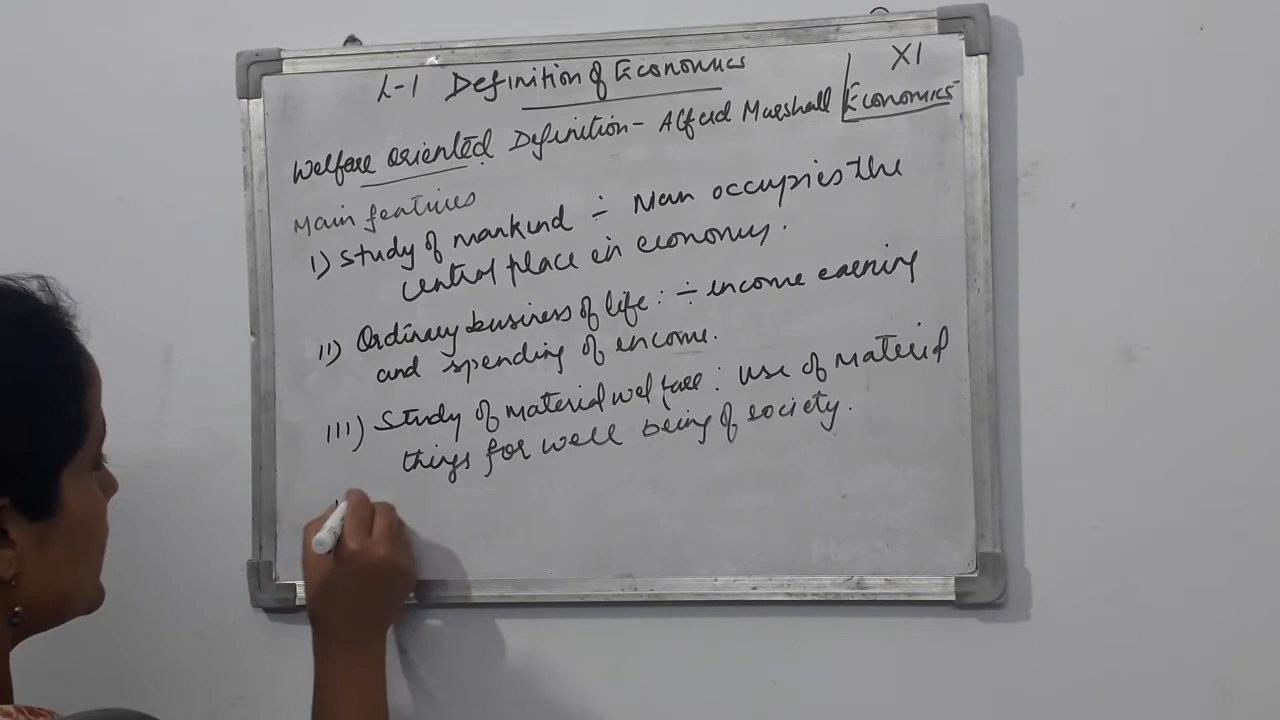 L-1 Definition of Economics
XI
Economics
Welfare oriented Definition - Alfred Marshall
Main features
I) Study of mankind ÷ Man occupies the
central place in economy.
II) Ordinary business of life : ÷ income earning
and spending of income.
III) Study of material welfare : use of material
things for well being of society.